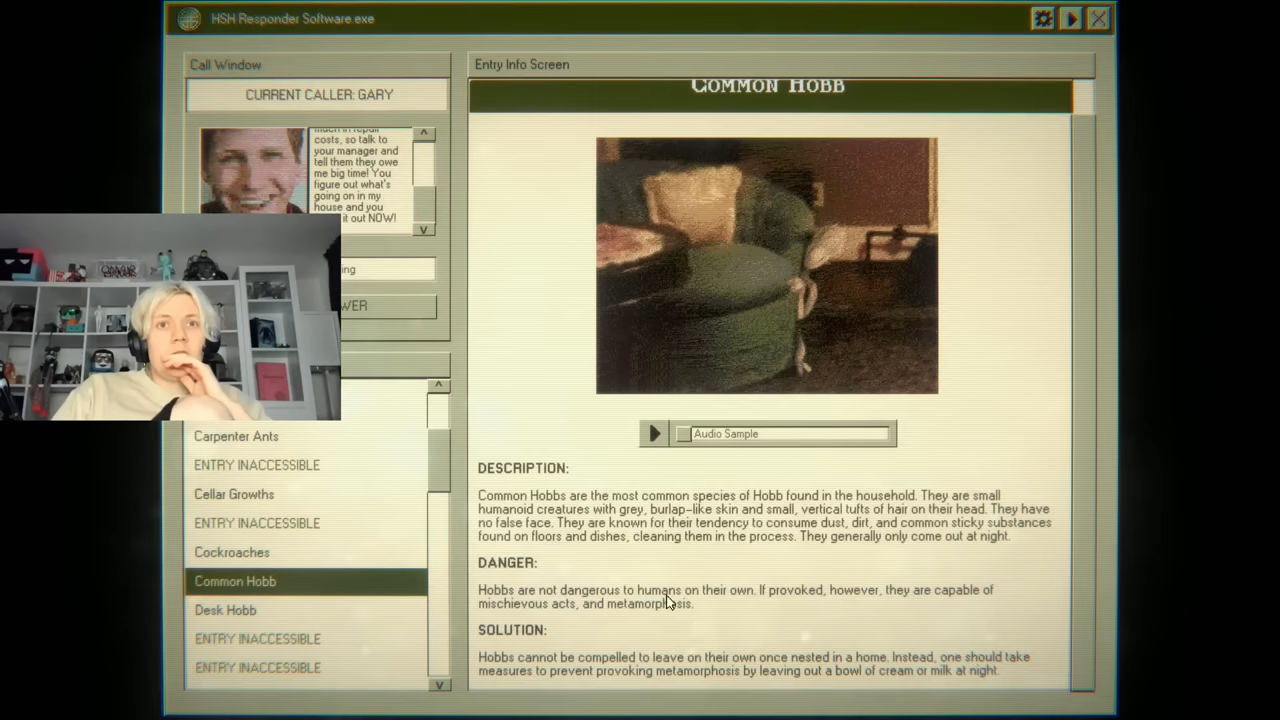 HSH Responder Software.exe
Call Window
CURRENT CALLER: GARY
much in repair
costs, so talk to
your manager and
tell them they owe
me big time! You
figure out what's
going on in my
house and you
it out NOW!
Carpenter Ants
ENTRY INACCESSIBLE
Cellar Growths
ENTRY INACCESSIBLE
Cockroaches
Common Hobb
Desk Hobb
ENTRY INACCESSIBLE
ENTRY INACCESSIBLE
Entry Info Screen
COMMON HOBB
Audio Sample
DESCRIPTION:
Common Hobbs are the most common species of Hobb found in the household. They are small
humanoid creatures with grey, burlap-like skin and small, vertical tufts of hair on their head. They have
no false face. They are known for their tendency to consume dust, dirt, and common sticky substances
found on floors and dishes, cleaning them in the process. They generally only come out at night.
DANGER:
Hobbs are not dangerous to humans on their own. If provoked, however, they are capable of
mischievous acts, and metamorphosis.
SOLUTION:
Hobbs cannot be compelled to leave on their own once nested in a home. Instead, one should take
measures to prevent provoking metamorphosis by leaving out a bowl of cream or milk at night.